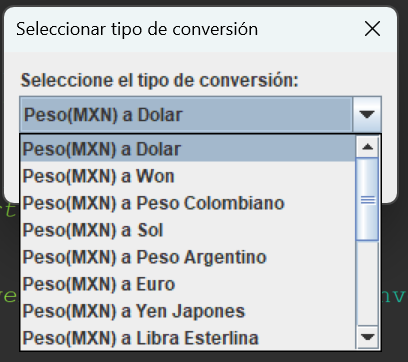 Seleccionar tipo de conversión
Seleccione el tipo de conversión:
Peso(MXN) a Dolar
Peso(MXN) a Dolar
Peso(MXN) a Won
Peso(MXN) a Peso Colombiano
Peso(MXN) a Sol
Peso(MXN) a Peso Argentino
Peso(MXN) a Euro
Peso(MXN) a Yen Japones
Peso(MXN) a Libra Esterlina